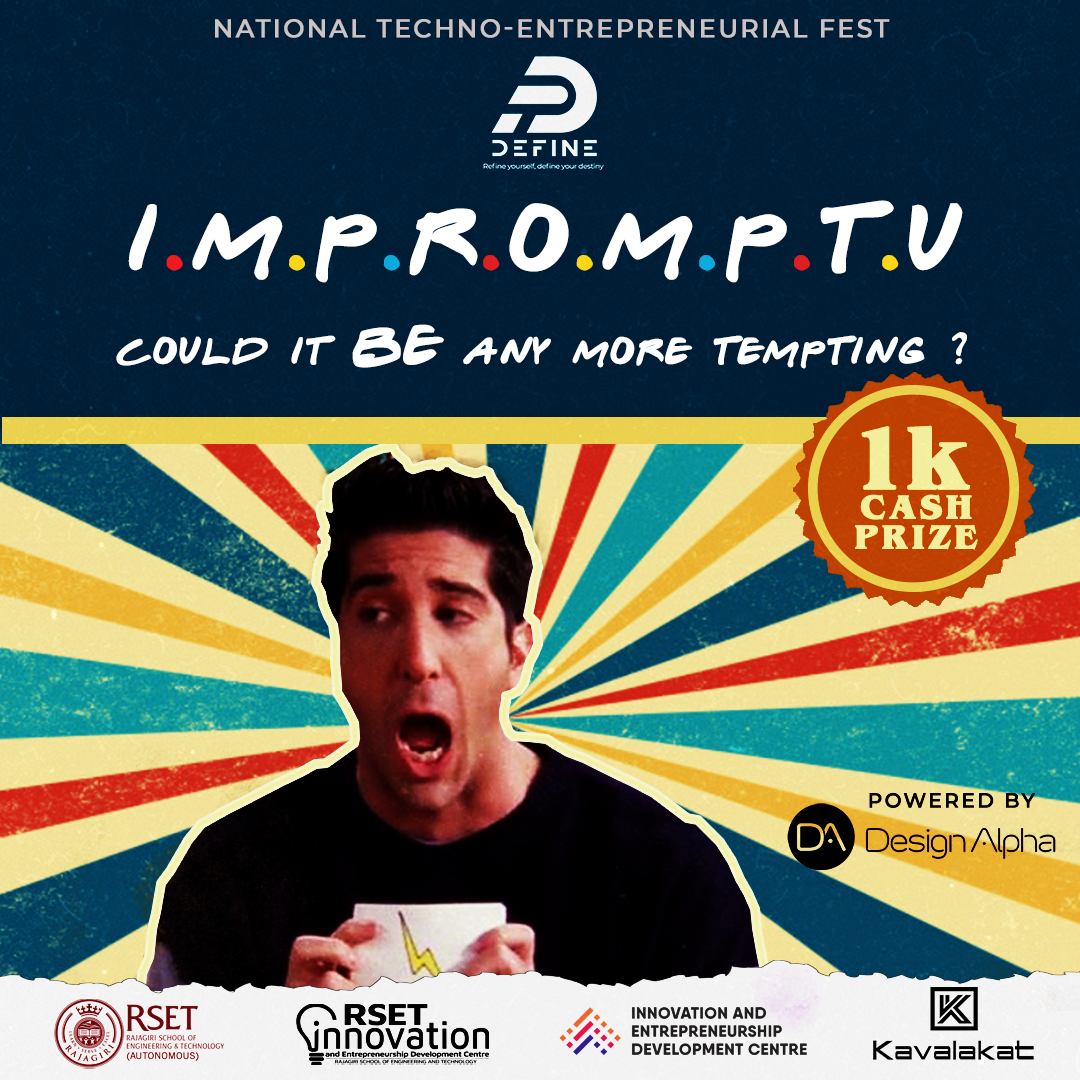 NATIONAL TECHNO-ENTREPRENEURIAL FEST
DEFINE
Refine yourself, define your destiny
I.M.P.R.O.M.P.T.U
COULD IT BE ANY MORE TEMPTING ?
1k
CASH
PRIZE
POWERED BY
DA Design Alpha
RAJAGIRI
RSET
RAJAGIRI SCHOOL OF
ENGINEERING & TECHNOLOGY
(AUTONOMOUS)
RSET
innovation
and Entrepreneurship Development Centre
RAJAGIRI SCHOOL OF ENGINEERING AND TECHNOLOGY
INNOVATION AND
ENTREPRENEURSHIP
DEVELOPMENT CENTRE
K
Kavalakat